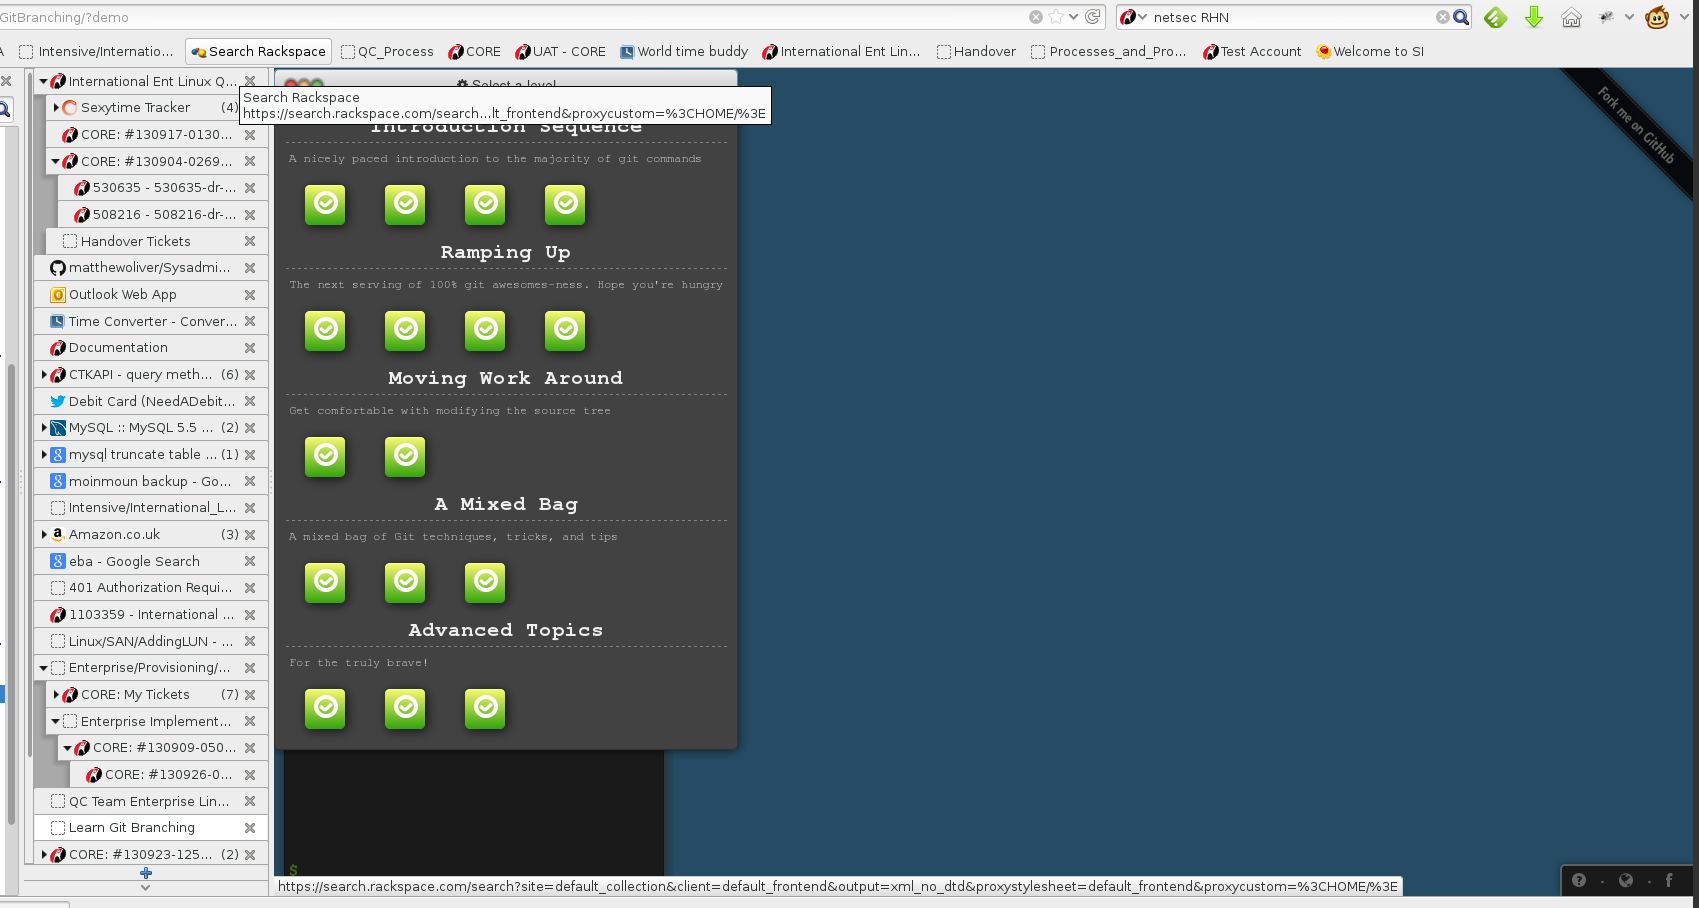 GitBranching/?demo
netsec RHN
Intensive/Internatio...
Search Rackspace
QC_Process
CORE
UAT - CORE
World time buddy
International Ent Lin...
Handover
Processes_and_Pro...
Test Account
Welcome to SI
International Ent Linux Q...
Sexytime Tracker (4)
CORE: #130917-0130...
CORE: #130904-0269...
530635 - 530635-dr-...
508216 - 508216-dr-...
Handover Tickets
matthewoliver/Sysadmi...
Outlook Web App
Time Converter - Conver...
Documentation
CTKAPI - query meth... (6)
Debit Card (NeedADebit...
MySQL :: MySQL 5.5 ... (2)
mysql truncate table ... (1)
moinmoun backup - Go...
Intensive/International_L...
Amazon.co.uk (3)
eba - Google Search
401 Authorization Requi...
1103359 - International ...
Linux/SAN/AddingLUN - ...
Enterprise/Provisioning/...
CORE: My Tickets (7)
Enterprise Implement...
CORE: #130909-050...
CORE: #130926-0...
QC Team Enterprise Lin...
Learn Git Branching
CORE: #130923-125... (2)
Select a level
Search Rackspace
https://search.rackspace.com/search...lt_frontend&proxycustom=%3CHOME/%3E
Introduction Sequence
A nicely paced introduction to the majority of git commands
Ramping Up
The next serving of 100% git awesomes-ness. Hope you're hungry
Moving Work Around
Get comfortable with modifying the source tree
A Mixed Bag
A mixed bag of Git techniques, tricks, and tips
Advanced Topics
For the truly brave!
$
Fork me on GitHub
https://search.rackspace.com/search?site=default_collection&client=default_frontend&output=xml_no_dtd&proxystylesheet=default_frontend&proxycustom=%3CHOME/%3E